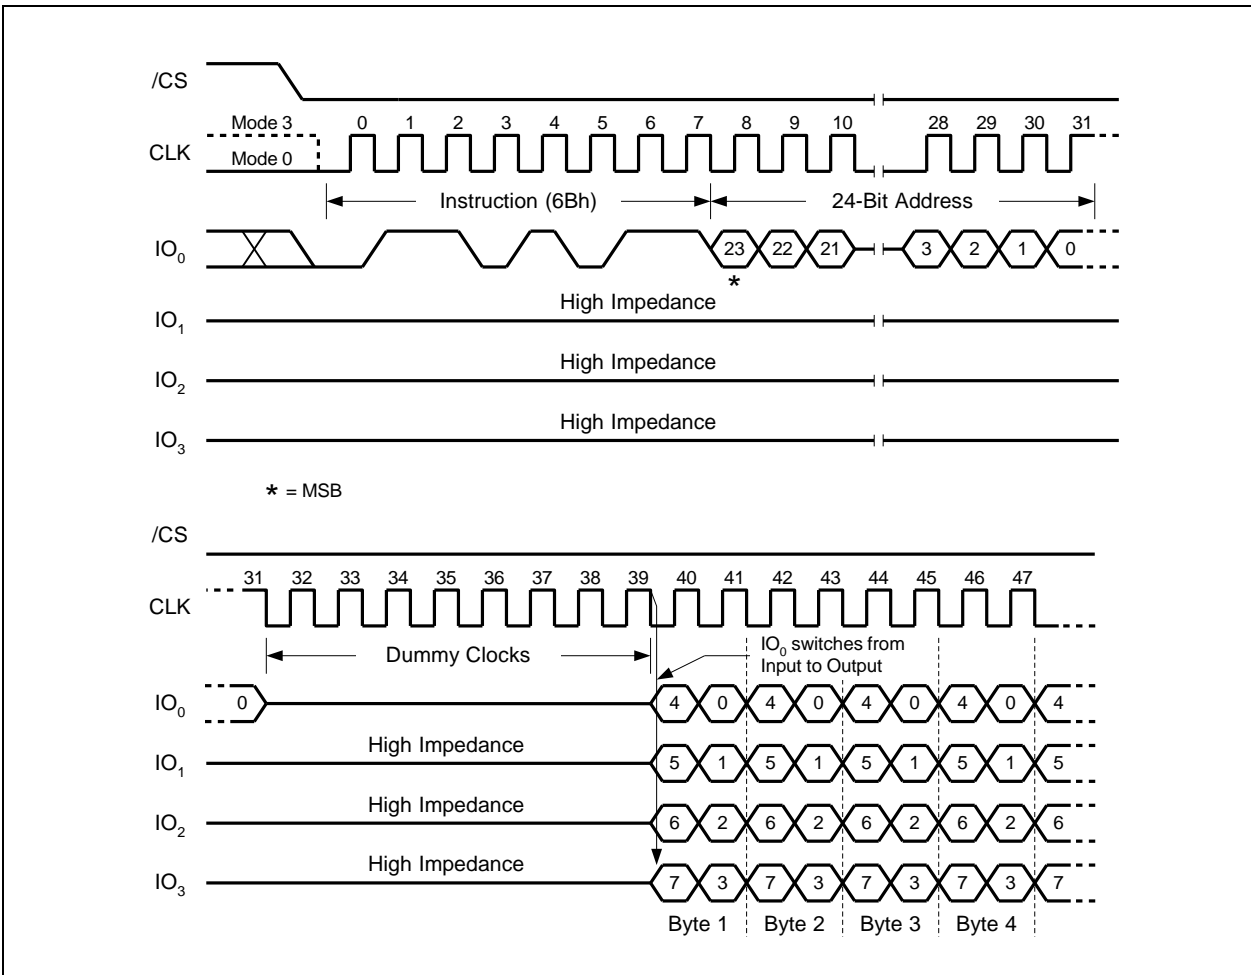 /CS
Mode 3 0 1 2 3 4 5 6 7 8 9 10 28 29 30 31
CLK
Mode 0
Instruction (6Bh) 24-Bit Address
IO0 23 22 21 3 2 1 0
*
High Impedance
IO1
High Impedance
IO2
High Impedance
IO3
* = MSB
/CS
31 32 33 34 35 36 37 38 39 40 41 42 43 44 45 46 47
CLK
Dummy Clocks
IO0 switches from
Input to Output
IO0 0 4 0 4 0 4 0 4 0 4
High Impedance
IO1 5 1 5 1 5 1 5 1 5
High Impedance
IO2 6 2 6 2 6 2 6 2 6
High Impedance
IO3 7 3 7 3 7 3 7 3 7
Byte 1 Byte 2 Byte 3 Byte 4